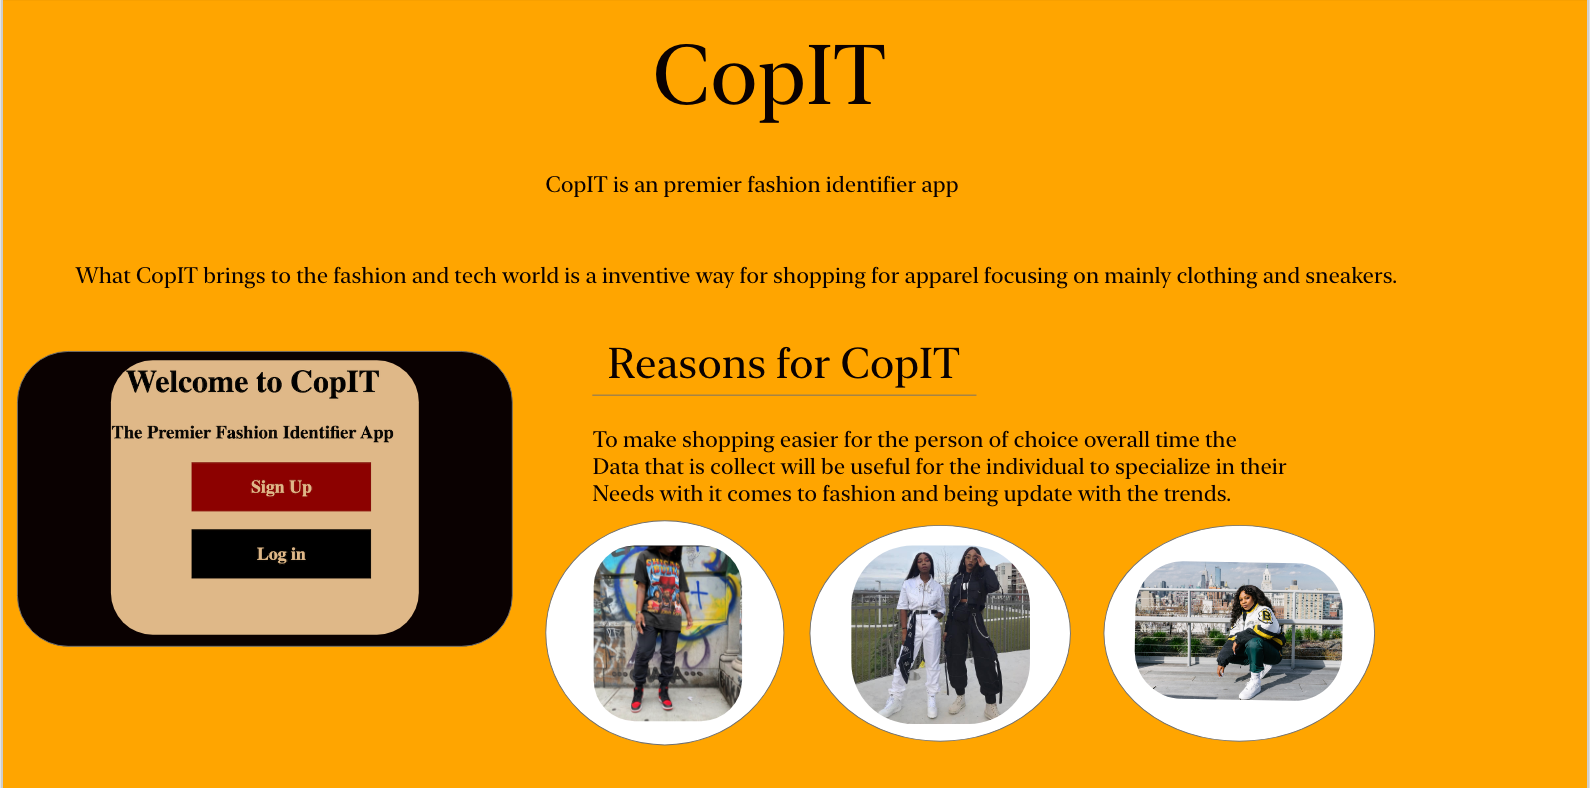 CopIT
CopIT is an premier fashion identifier app
What CopIT brings to the fashion and tech world is a inventive way for shopping for apparel focusing on mainly clothing and sneakers.
Welcome to CopIT
The Premier Fashion Identifier App
Sign Up
Log in
Reasons for CopIT
To make shopping easier for the person of choice overall time the
Data that is collect will be useful for the individual to specialize in their
Needs with it comes to fashion and being update with the trends.